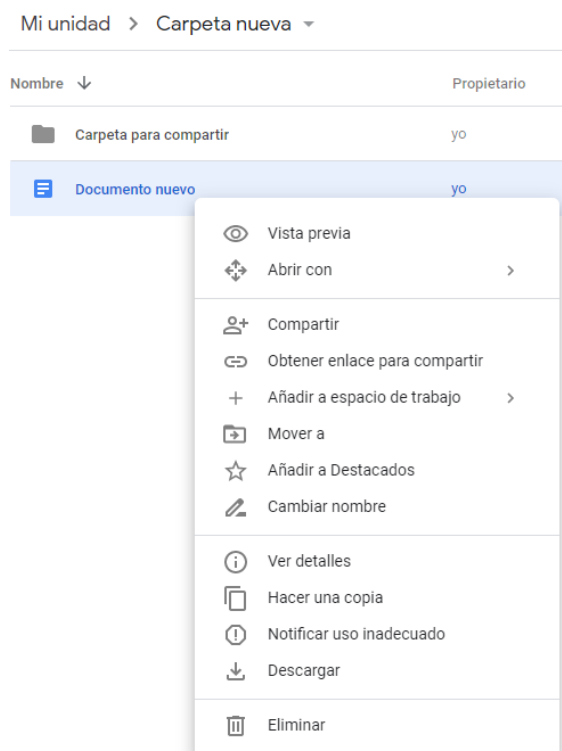 Mi unidad > Carpeta nueva
Nombre Propietario
Carpeta para compartir yo
Documento nuevo yo
Vista previa
Abrir con
Compartir
Obtener enlace para compartir
Añadir a espacio de trabajo
Mover a
Añadir a Destacados
Cambiar nombre
Ver detalles
Hacer una copia
Notificar uso inadecuado
Descargar
Eliminar